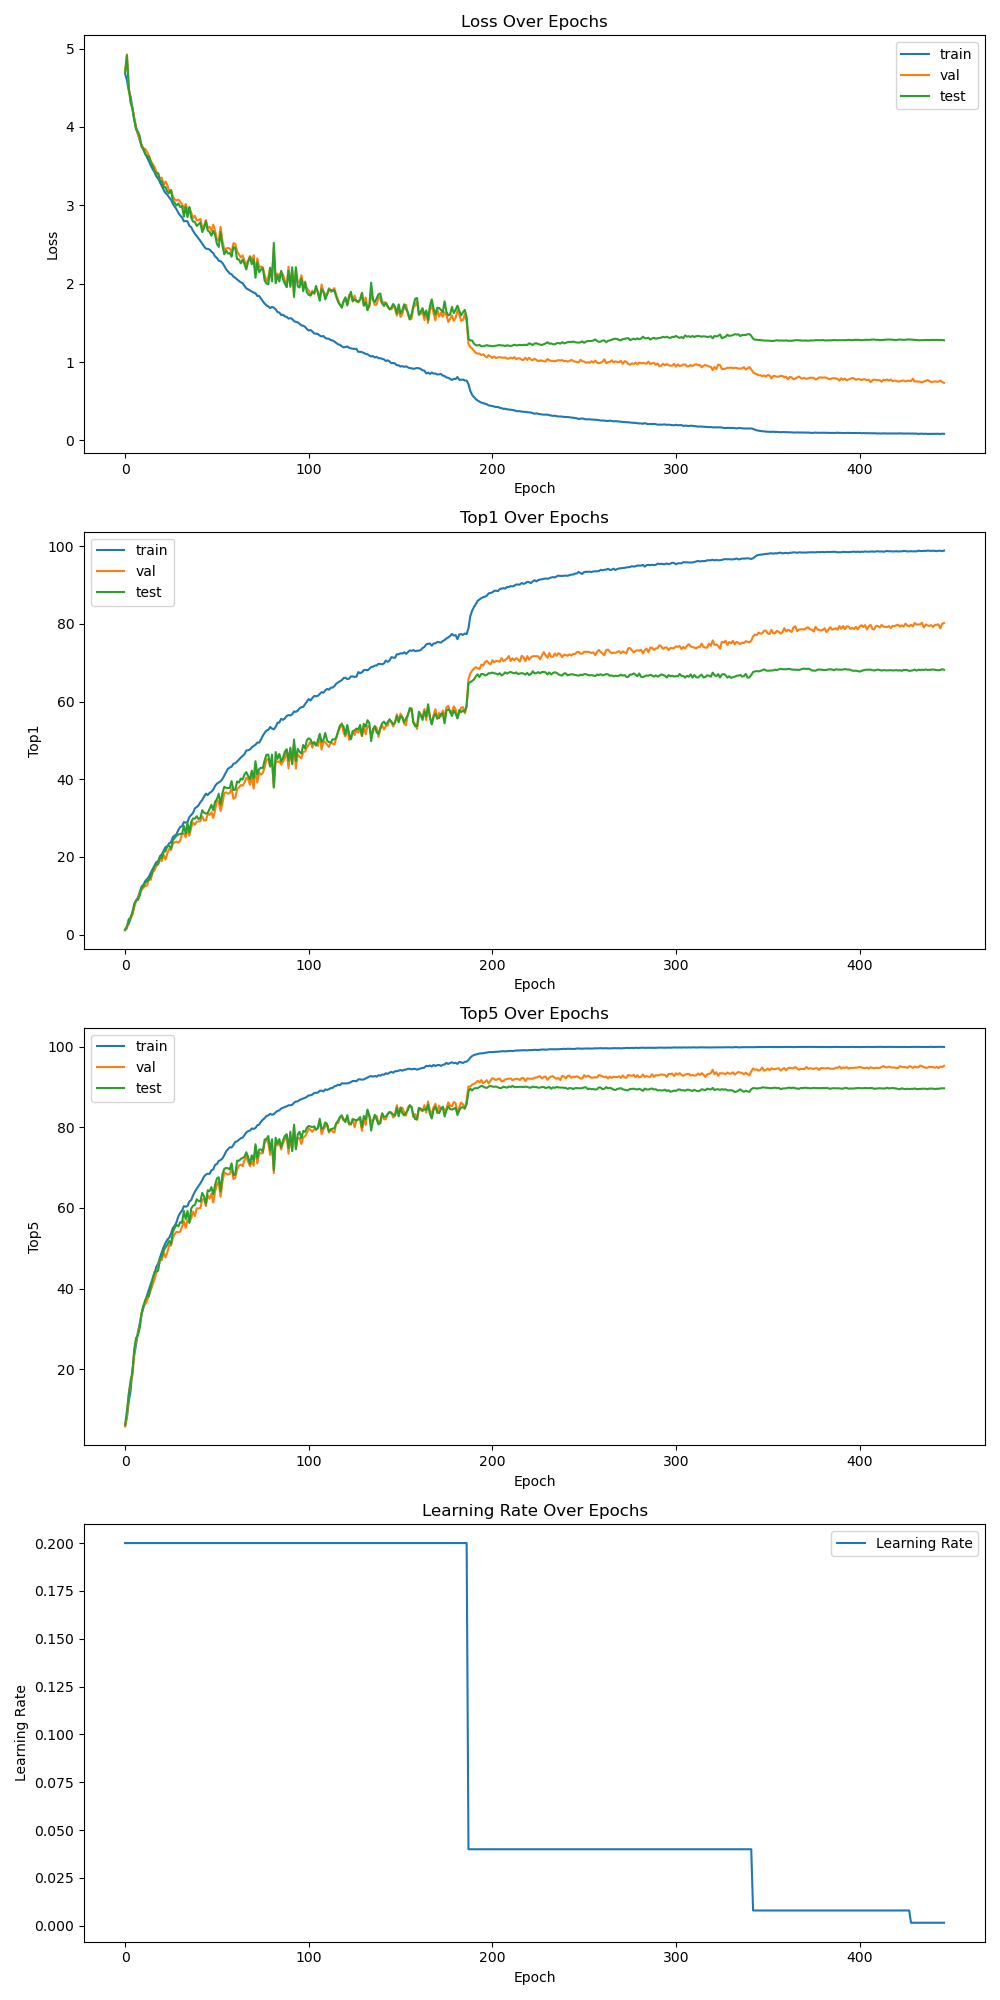 Loss Over Epochs
5
4
3
2
1
0
Loss
train
val
test
0 100 200 300 400
Epoch
Top1 Over Epochs
100
80
60
40
20
0
Top1
train
val
test
0 100 200 300 400
Epoch
Top5 Over Epochs
100
80
60
40
20
Top5
train
val
test
0 100 200 300 400
Epoch
Learning Rate Over Epochs
0.200
0.175
0.150
0.125
0.100
0.075
0.050
0.025
0.000
Learning Rate
Learning Rate
0 100 200 300 400
Epoch